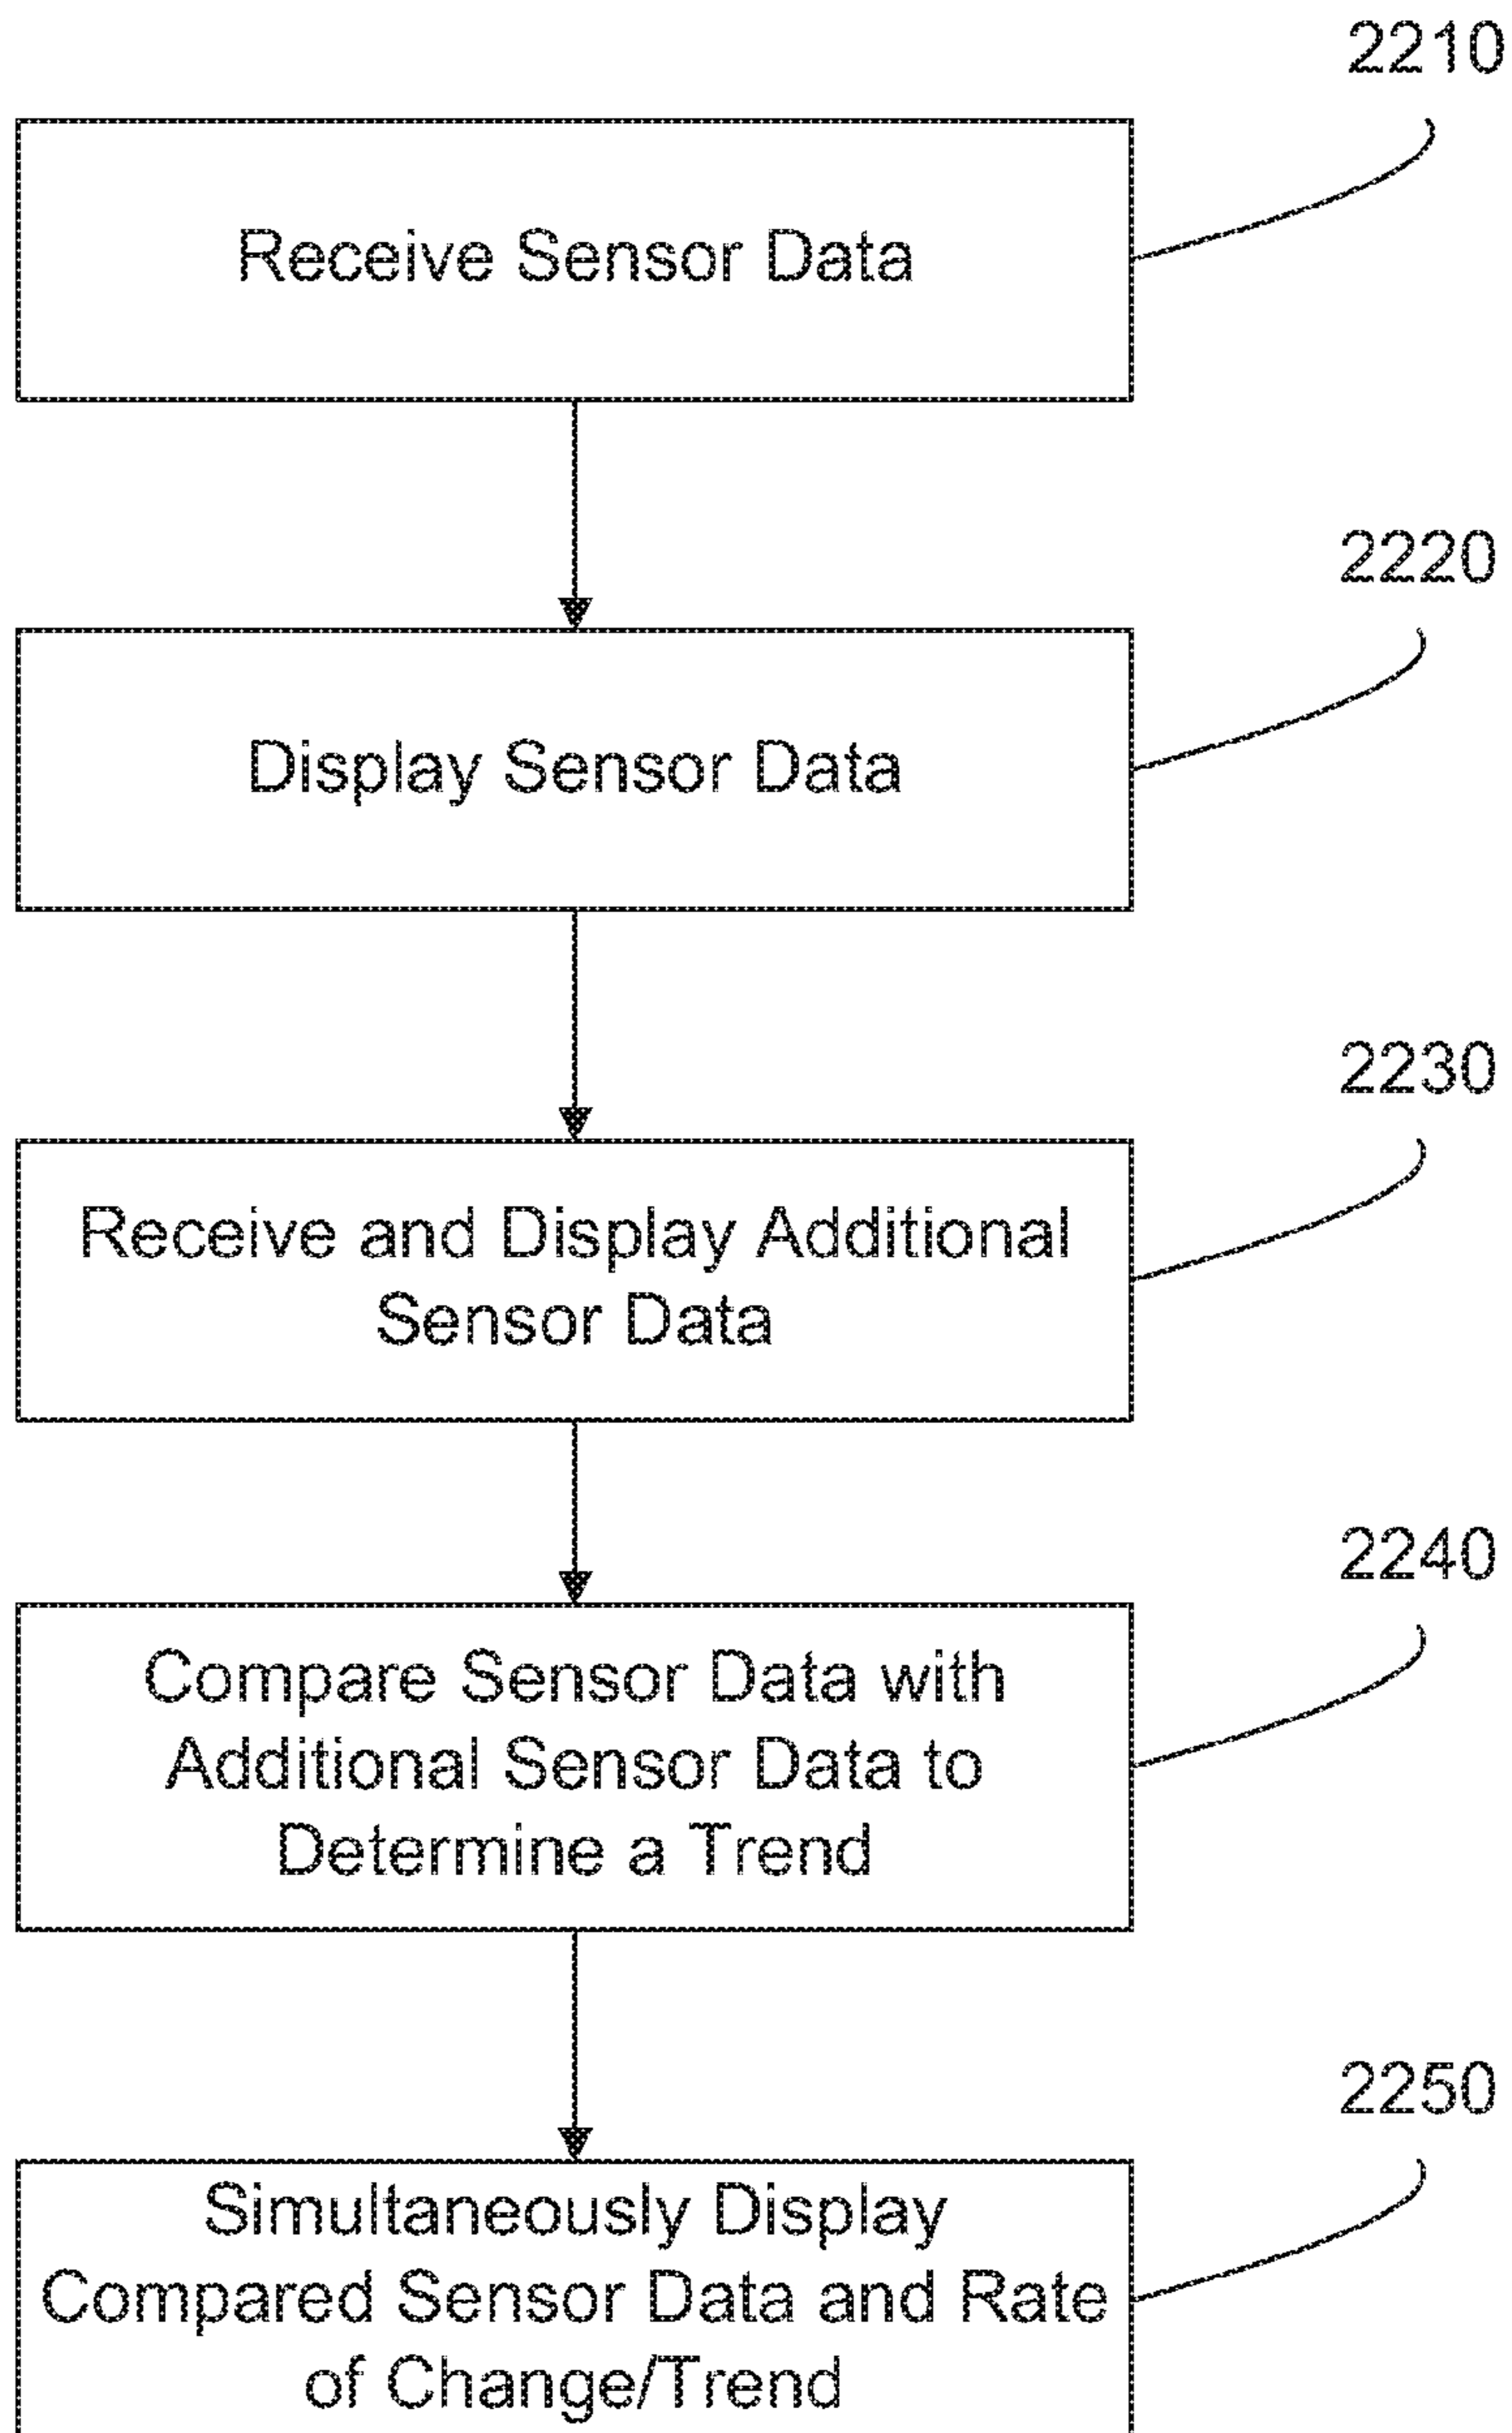 2210
Receive Sensor Data
2220
Display Sensor Data
2230
Receive and Display Additional
Sensor Data
2240
Compare Sensor Data with
Additional Sensor Data to
Determine a Trend
2250
Simultaneously Display
Compared Sensor Data and Rate
of Change/Trend